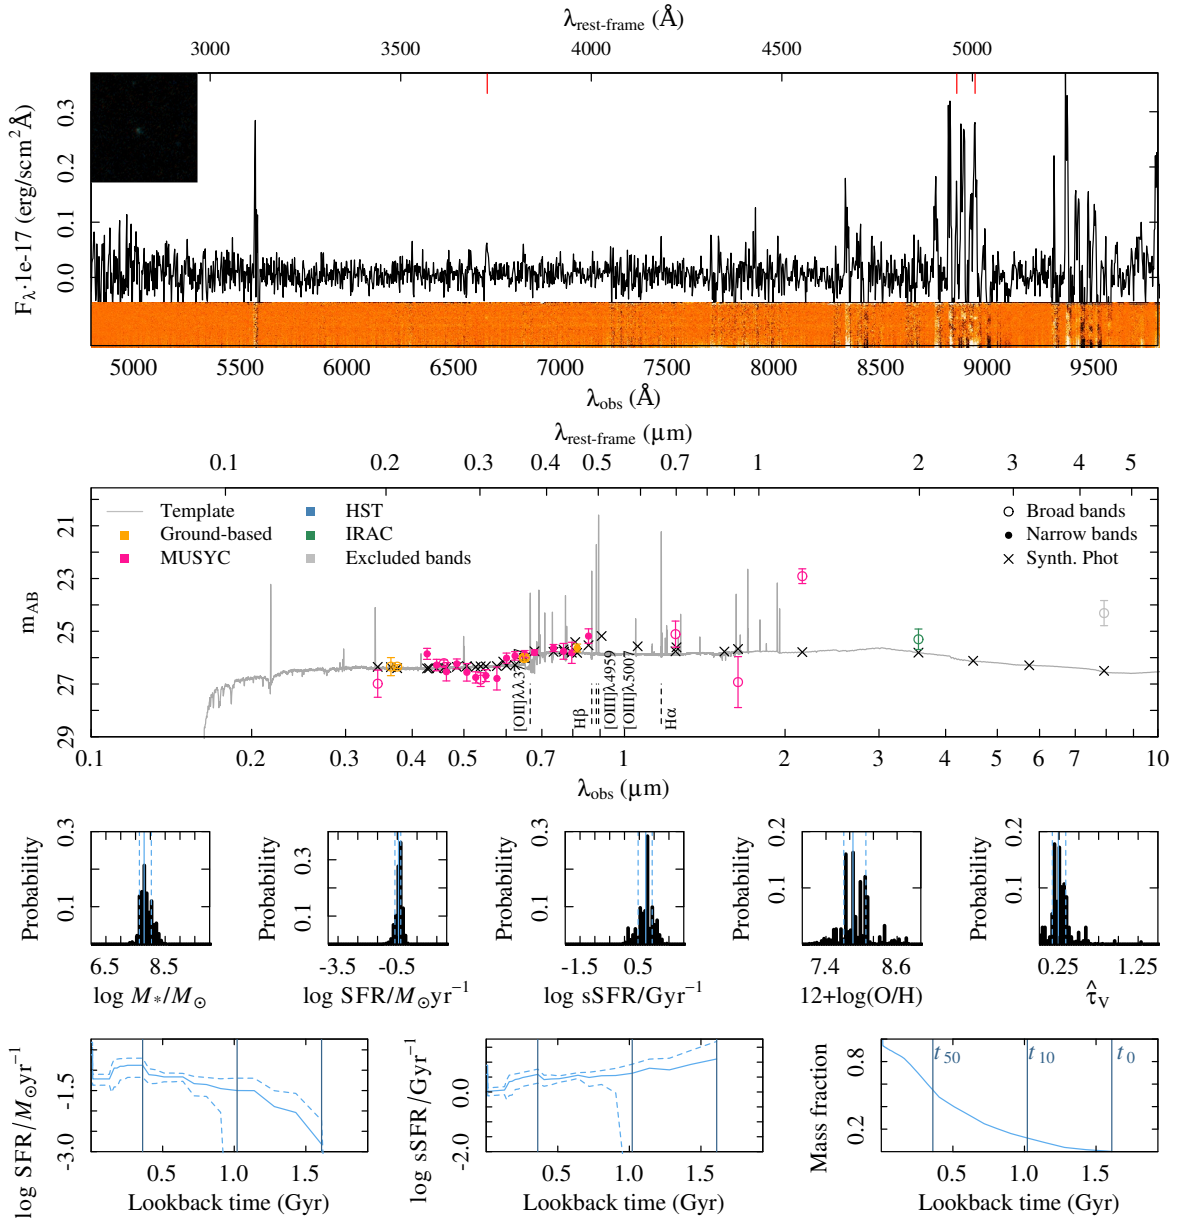 λrest-frame (Å)
3000 3500 4000 4500 5000
Fλ·1e-17 (erg/scm²Å)
0.0 0.1 0.2 0.3
5000 5500 6000 6500 7000 7500 8000 8500 9000 9500
λobs (Å)
λrest-frame (μm)
0.1 0.2 0.3 0.4 0.5 0.7 1 2 3 4 5
mAB
21
23
25
27
29
Template
Ground-based
MUSYC
HST
IRAC
Excluded bands
Broad bands
Narrow bands
Synth. Phot
[OII]λλ37
Hβ
[OIII]λ4959
[OIII]λ5007
Hα
0.1 0.2 0.3 0.4 0.5 0.7 1 2 3 4 5 6 7 8 10
λobs (μm)
Probability
0.1 0.3
6.5 8.5
log M*/M⊙
Probability
0.1 0.3
-3.5 -0.5
log SFR/M⊙yr⁻¹
Probability
0.1 0.3
-1.5 0.5
log sSFR/Gyr⁻¹
Probability
0.1 0.2
7.4 8.6
12+log(O/H)
Probability
0.1 0.2
0.25 1.25
τ̂V
log SFR/M⊙yr⁻¹
-3.0 -1.5
0.5 1.0 1.5
Lookback time (Gyr)
log sSFR/Gyr⁻¹
-2.0 0.0
0.5 1.0 1.5
Lookback time (Gyr)
Mass fraction
0.2 0.8
t50 t10 t0
0.5 1.0 1.5
Lookback time (Gyr)